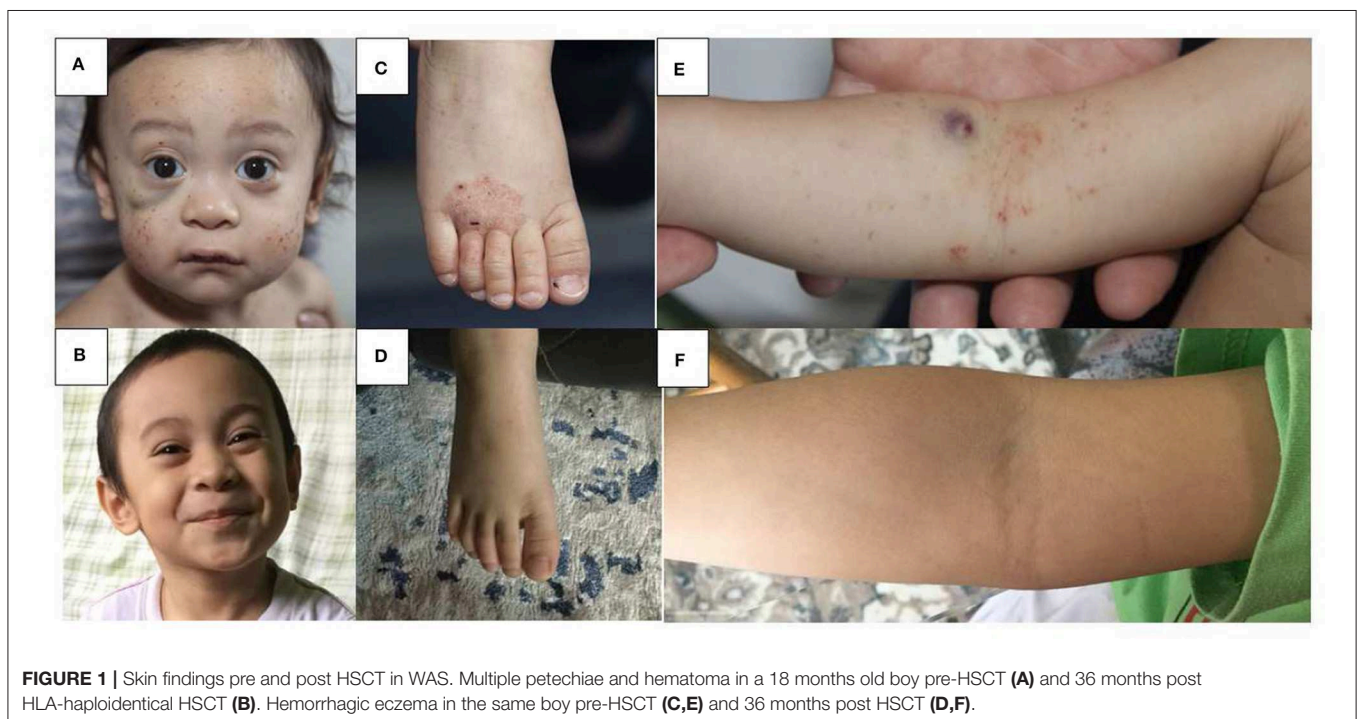 A
C
E
B
D
F
FIGURE 1 | Skin findings pre and post HSCT in WAS. Multiple petechiae and hematoma in a 18 months old boy pre-HSCT (A) and 36 months post
HLA-haploidentical HSCT (B). Hemorrhagic eczema in the same boy pre-HSCT (C,E) and 36 months post HSCT (D,F).